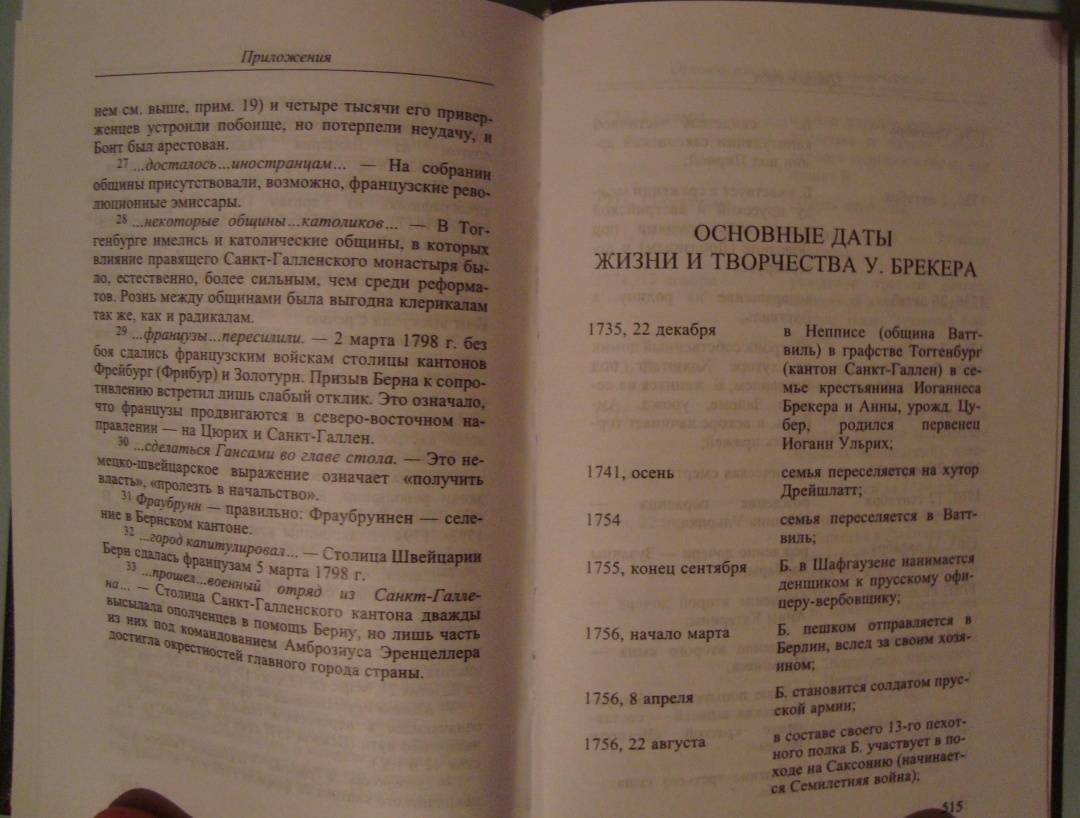 Приложения
нем см. выше, прим. 19) и четыре тысячи его привер-
женцев устроили побоище, но потерпели неудачу, и
Бонт был арестован.
27 ...досталось...иностранцам... — На собрании
общины присутствовали, возможно, французские рево-
люционные эмиссары.
28 ...некоторые общины...католиков... — В Тог-
генбурге имелись и католические общины, в которых
влияние правящего Санкт-Галленского монастыря бы-
ло, естественно, более сильным, чем среди реформа-
тов. Рознь между общинами была выгодна клерикалам
так же, как и радикалам.
29 ...французы...пересилили. — 2 марта 1798 г. без
боя сдались французским войскам столицы кантонов
Фрейбург (Фрибур) и Золотурн. Призыв Берна к сопро-
тивлению встретил лишь слабый отклик. Это означало,
что французы продвигаются в северо-восточном на-
правлении — на Цюрих и Санкт-Галлен.
30 ...сделаться Гансами во главе стола. — Это не-
мецко-швейцарское выражение означает «получить
власть», «пролезть в начальство».
31 Фраубрунн — правильно: Фраубруннен — селе-
ние в Бернском кантоне.
32 ...город капитулировал... — Столица Швейцарии
Берн сдалась французам 5 марта 1798 г.
33 ...прошел...военный отряд из Санкт-Галле-
на... — Столица Санкт-Галленского кантона дважды
высылала ополченцев в помощь Берну, но лишь часть
из них под командованием Амброзиуса Эренцеллера
достигла окрестностей главного города страны.
ОСНОВНЫЕ ДАТЫ
ЖИЗНИ И ТВОРЧЕСТВА У. БРЕКЕРА
1735, 22 декабря в Непписе (община Ватт-
виль) в графстве Тоггенбург
(кантон Санкт-Галлен) в се-
мье крестьянина Иоганнеса
Брекера и Анны, урожд. Цу-
бер, родился первенец
Иоганн Ульрих;
1741, осень семья переселяется на хутор
Дрейшлатт;
1754 семья переселяется в Ватт-
виль;
1755, конец сентября Б. в Шафгаузене нанимается
денщиком к прусскому офи-
церу-вербовщику;
1756, начало марта Б. пешком отправляется в
Берлин, вслед за своим хозя-
ином;
1756, 8 апреля Б. становится солдатом прус-
ской армии;
1756, 22 августа в составе своего 13-го пехот-
ного полка Б. участвует в по-
ходе на Саксонию (начинает-
ся Семилетняя война);
515